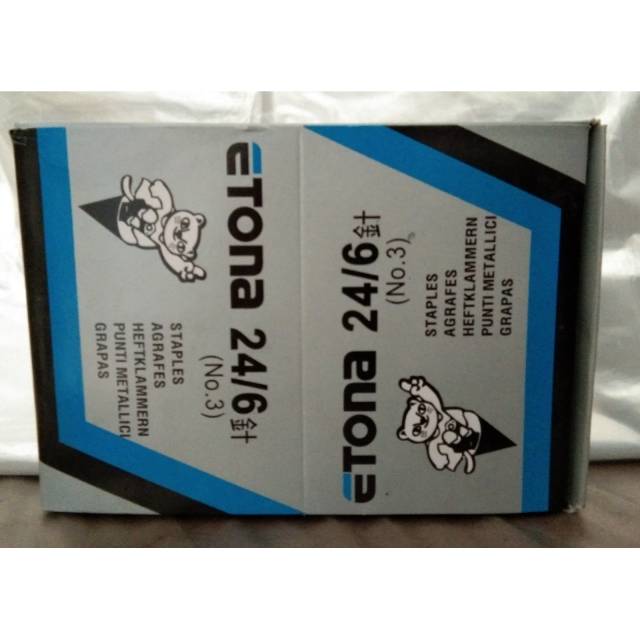 ETONA 24/6針
(No.3)
STAPLES
AGRAFES
HEFTKLAMMERN
PUNTI METALLICI
GRAPAS
ETONA 24/6針
(No.3)
STAPLES
AGRAFES
HEFTKLAMMERN
PUNTI METALLICI
GRAPAS